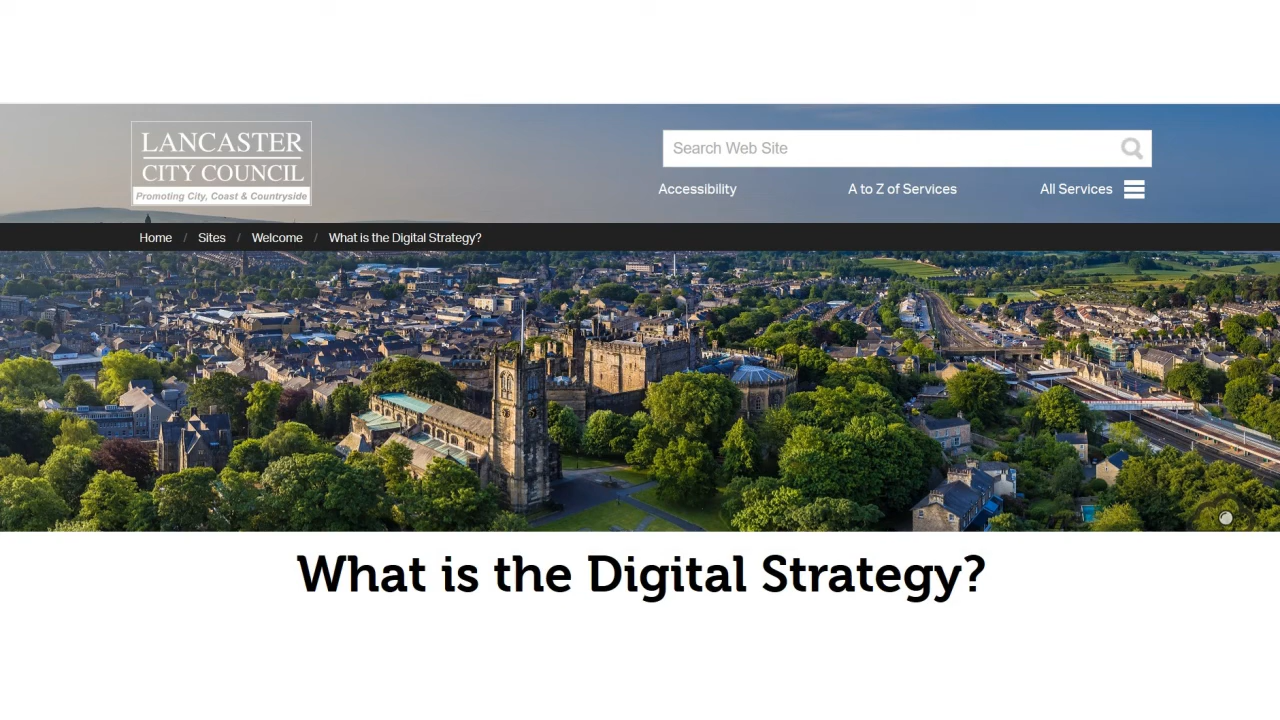 LANCASTER
CITY COUNCIL
Promoting City, Coast & Countryside
Search Web Site
Accessibility A to Z of Services All Services
Home / Sites / Welcome / What is the Digital Strategy?
What is the Digital Strategy?